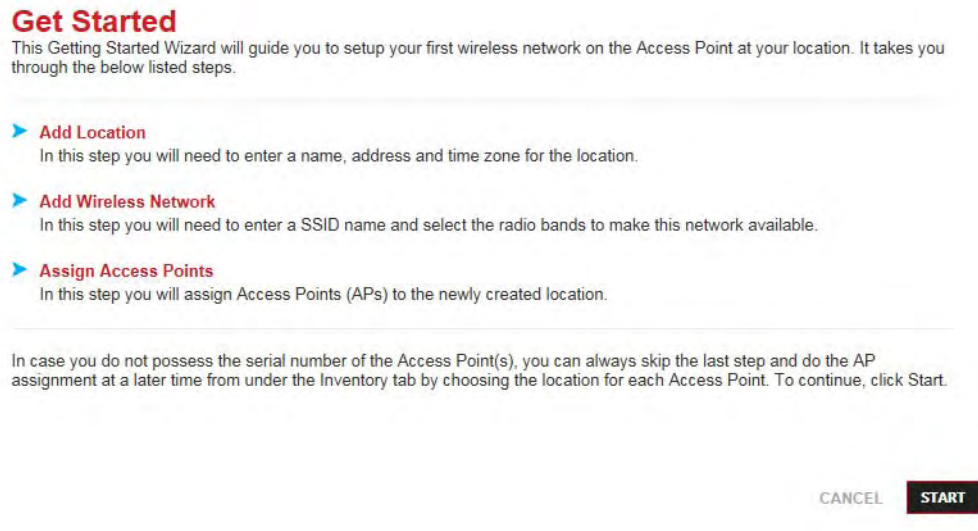 Get Started
This Getting Started Wizard will guide you to setup your first wireless network on the Access Point at your location. It takes you
through the below listed steps.
Add Location
In this step you will need to enter a name, address and time zone for the location.
Add Wireless Network
In this step you will need to enter a SSID name and select the radio bands to make this network available.
Assign Access Points
In this step you will assign Access Points (APs) to the newly created location.
In case you do not possess the serial number of the Access Point(s), you can always skip the last step and do the AP
assignment at a later time from under the Inventory tab by choosing the location for each Access Point. To continue, click Start.
CANCEL START